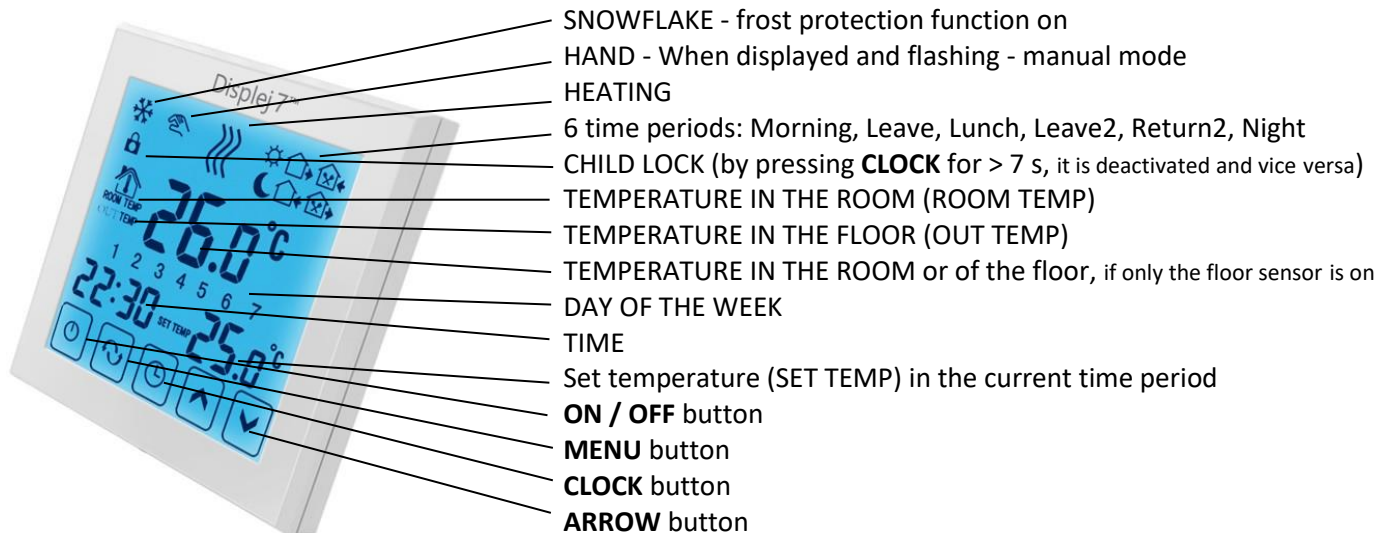 SNOWFLAKE - frost protection function on
HAND - When displayed and flashing - manual mode
HEATING
6 time periods: Morning, Leave, Lunch, Leave2, Return2, Night
CHILD LOCK (by pressing CLOCK for > 7 s, it is deactivated and vice versa)
TEMPERATURE IN THE ROOM (ROOM TEMP)
TEMPERATURE IN THE FLOOR (OUT TEMP)
TEMPERATURE IN THE ROOM or of the floor, if only the floor sensor is on
DAY OF THE WEEK
TIME
Set temperature (SET TEMP) in the current time period
ON / OFF button
MENU button
CLOCK button
ARROW button
Displej 7™
ROOM TEMP
OUT TEMP
26.0°C
1 2 3 4 5 6 7
22:30
SET TEMP 25.0°C